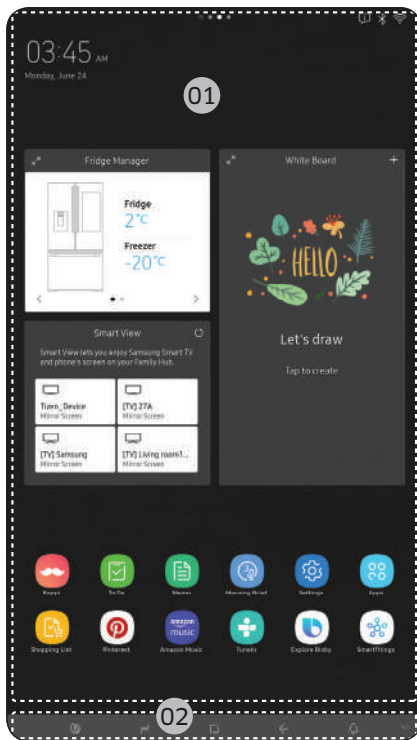 03:45 AM
Monday, June 24
01
Fridge Manager
Fridge
2°C
Freezer
-20°C
White Board
+
HELLO
Let's draw
Tap to create
Smart View
Smart View lets you enjoy Samsung Smart TV
and phone's screen on your Family Hub.
Tizen_Device
Mirror Screen
[TV] 27A
Mirror Screen
[TV] Samsung
Mirror Screen
[TV] Living room1...
Mirror Screen
Bixppi
To Do
Memo
Morning Brief
Settings
Apps
amazon
music
Shopping List
Pinterest
Amazon Music
TuneIn
Explore Bixby
SmartThings
02